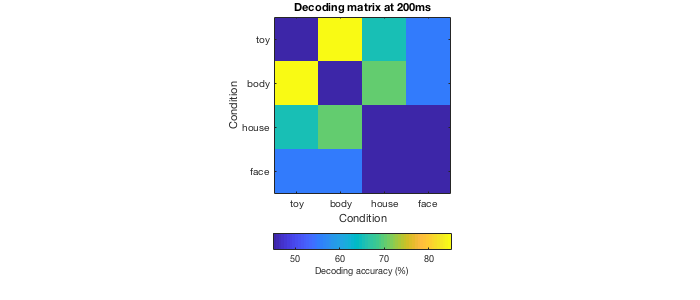 Decoding matrix at 200ms
Condition
toy
body
house
face
toy body house face
Condition
50 60 70 80
Decoding accuracy (%)